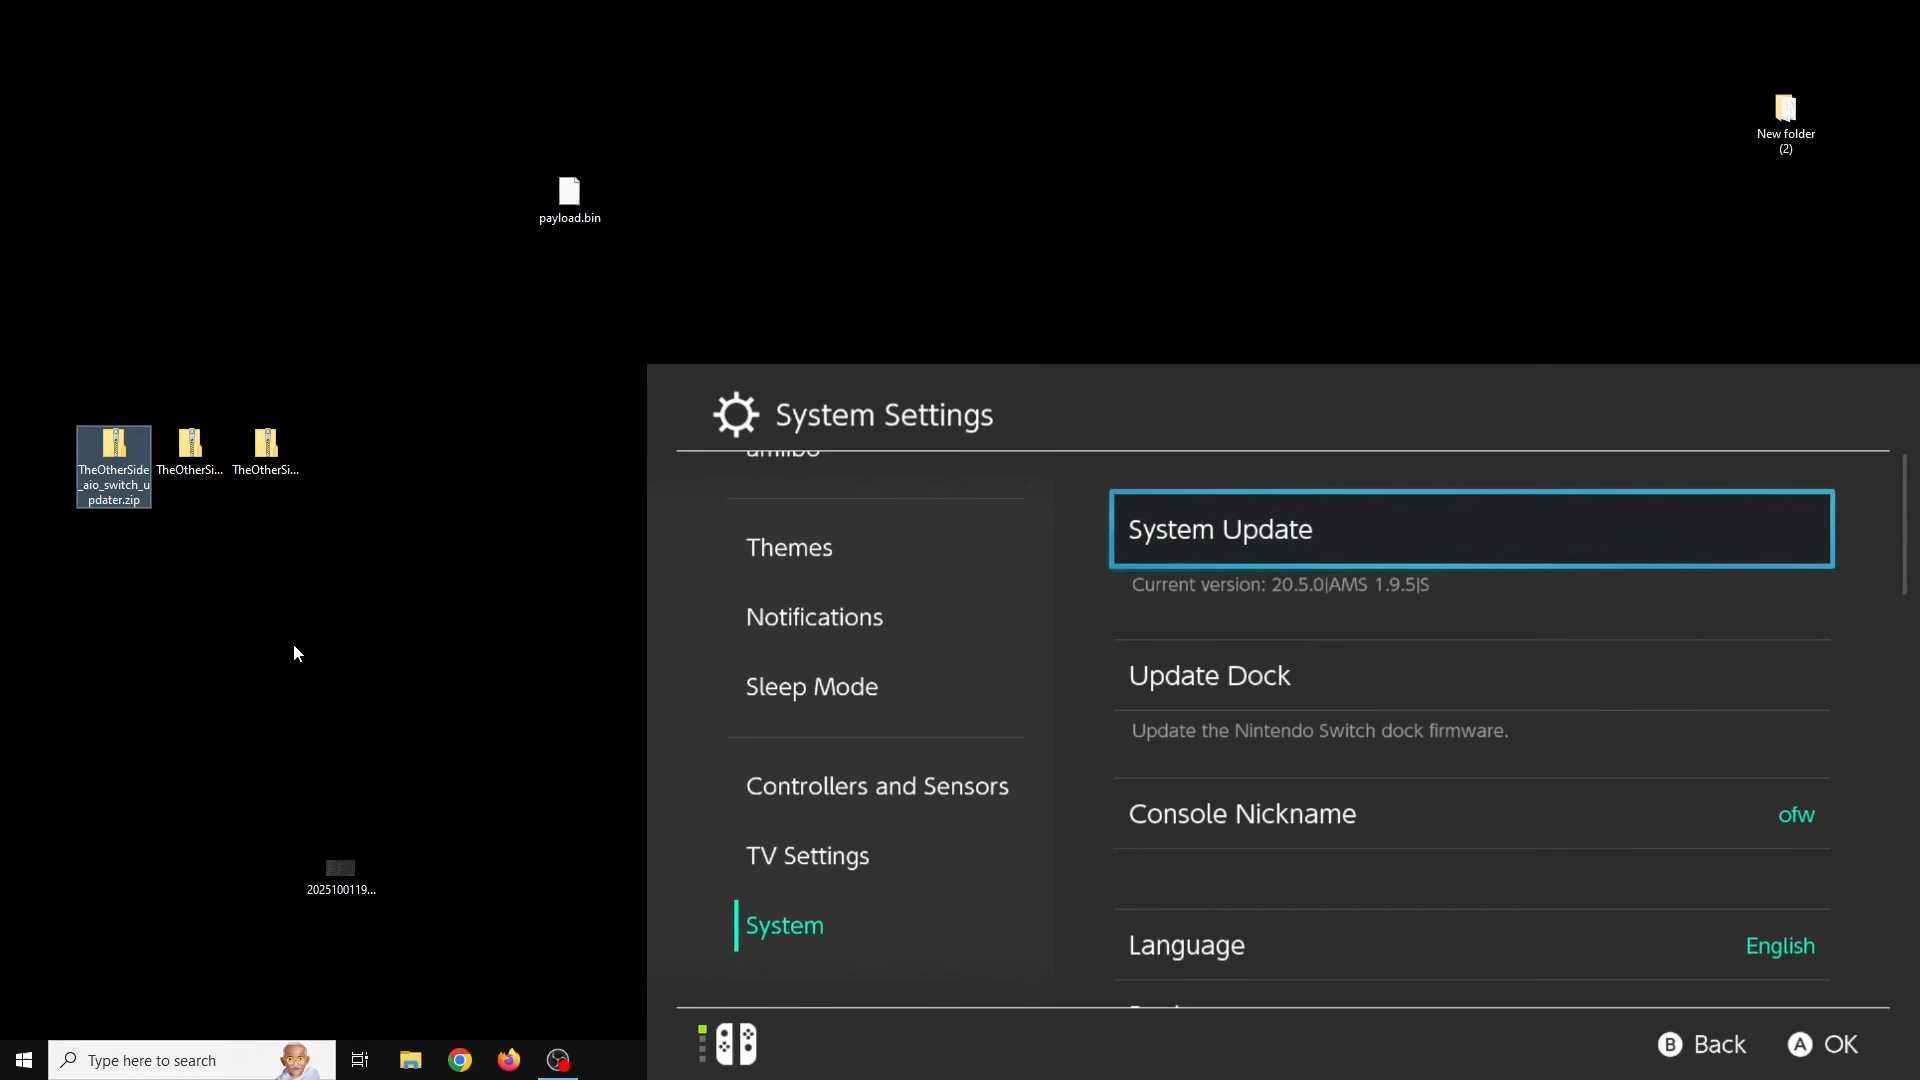 New folder
(2)
payload.bin
TheOtherSide
_aio_switch_u
pdater.zip
TheOtherSi...
TheOtherSi...
2025100119...
System Settings
amiibo
Themes
Notifications
Sleep Mode
Controllers and Sensors
TV Settings
System
System Update
Current version: 20.5.0|AMS 1.9.5|S
Update Dock
Update the Nintendo Switch dock firmware.
Console Nickname
ofw
Language
English
B Back
A OK
Type here to search